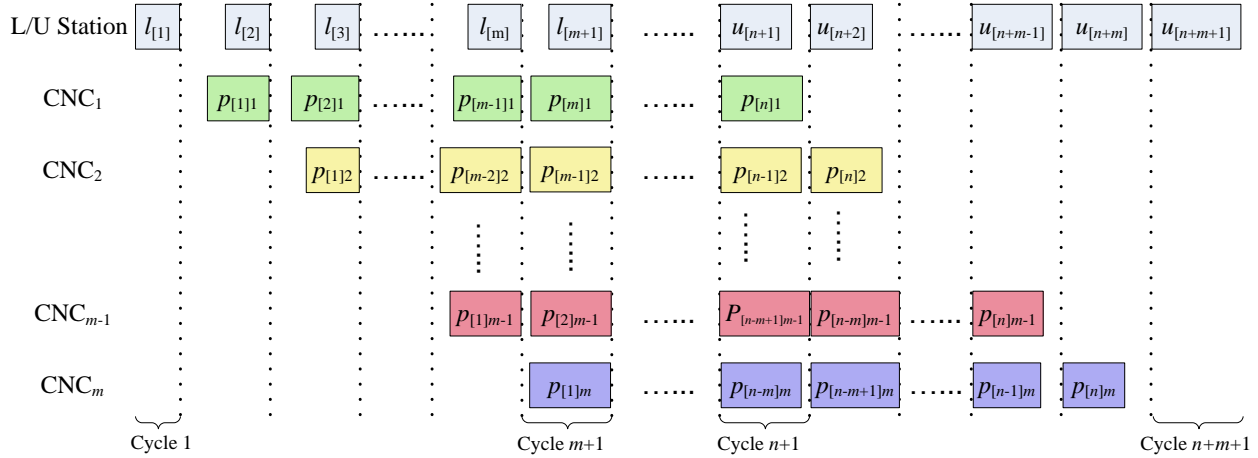 L/U Station l[1] l[2] l[3] ...... l[m] l[m+1] ...... u[n+1] u[n+2] ...... u[n+m-1] u[n+m] u[n+m+1]
CNC1 p[1]1 p[2]1 ...... p[m-1]1 p[m]1 ...... p[n]1
CNC2 p[1]2 ...... p[m-2]2 p[m-1]2 ...... p[n-1]2 p[n]2
CNCm-1 p[1]m-1 p[2]m-1 ...... P[n-m+1]m-1 p[n-m]m-1 ...... p[n]m-1
CNCm p[1]m ...... p[n-m]m p[n-m+1]m ...... p[n-1]m p[n]m
Cycle 1 Cycle m+1 Cycle n+1 Cycle n+m+1